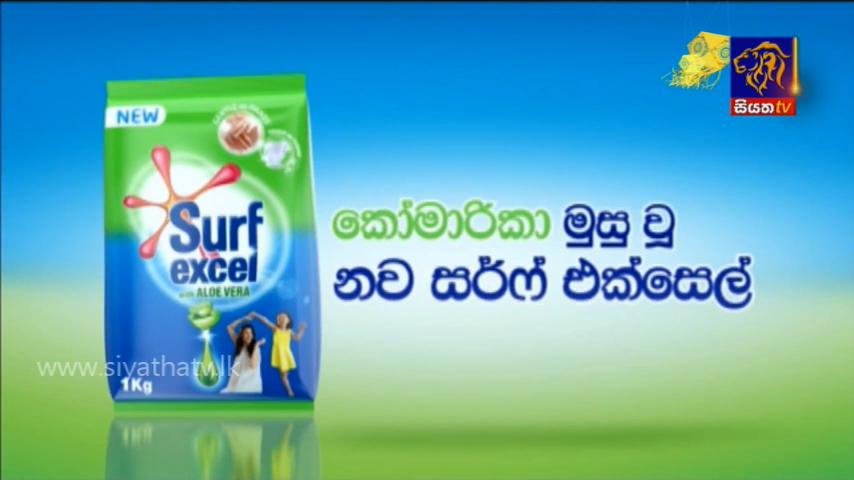 සියත tv
NEW
Surf
excel
with ALOE VERA
1Kg
කෝමාරිකා මුසු වූ
නව සර්ෆ් එක්සෙල්
www.siyathatv.lk